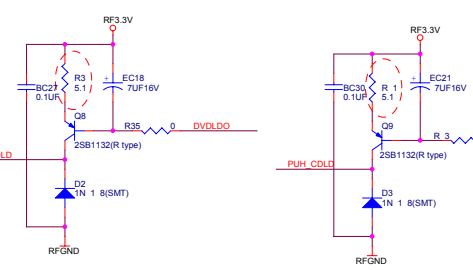 RF3.3V
BC27
0.1UF
R3
5.1
EC18
7UF16V
Q8
2SB1132(R type)
R35
0
DVDLDO
LD
D2
1N 1 8(SMT)
RFGND
RF3.3V
BC30
0.1UF
R 1
5.1
EC21
7UF16V
Q9
2SB1132(R type)
R 3
PUH_CDLD
D3
1N 1 8(SMT)
RFGND